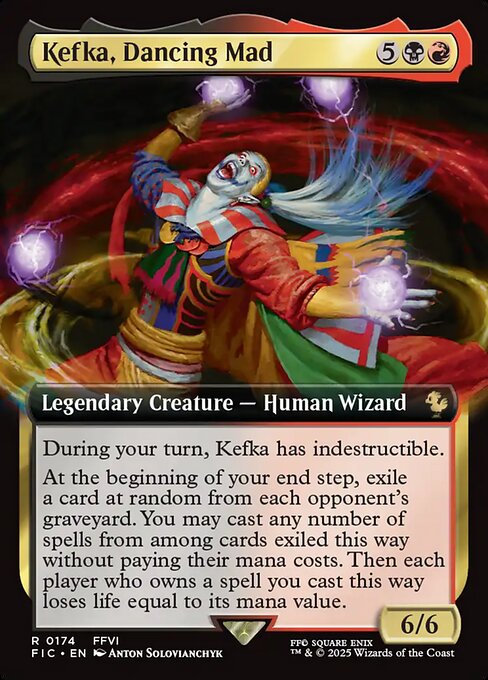 Kefka, Dancing Mad 5
Legendary Creature — Human Wizard
During your turn, Kefka has indestructible.
At the beginning of your end step, exile
a card at random from each opponent's
graveyard. You may cast any number of
spells from among cards exiled this way
without paying their mana costs. Then each
player who owns a spell you cast this way
loses life equal to its mana value.
6/6
R 0174 FFVI
FIC • EN Anton Solovianchyk
FF© SQUARE ENIX
™ & © 2025 Wizards of the Coast